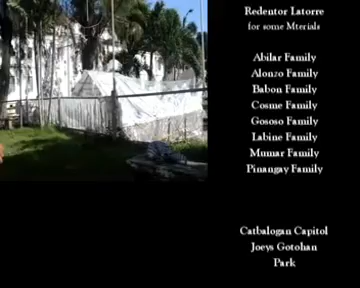 Redentor Latorre
for some Mterials
Abilar Family
Alonzo Family
Babon Family
Cosme Family
Gososo Family
Labine Family
Mumar Family
Pinangay Family
Catbalogan Capitol
Joeys Gotohan
Park